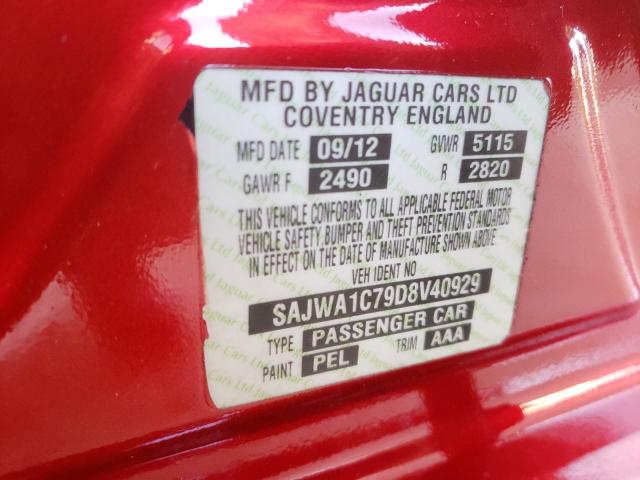 MFD BY JAGUAR CARS LTD
COVENTRY ENGLAND
MFD DATE 09/12 GVWR 5115
GAWR F 2490 R 2820
THIS VEHICLE CONFORMS TO ALL APPLICABLE FEDERAL MOTOR
VEHICLE SAFETY, BUMPER AND THEFT PREVENTION STANDARDS
IN EFFECT ON THE DATE OF MANUFACTURE SHOWN ABOVE
VEH IDENT NO
SAJWA1C79D8V40929
TYPE PASSENGER CAR
PAINT PEL TRIM AAA